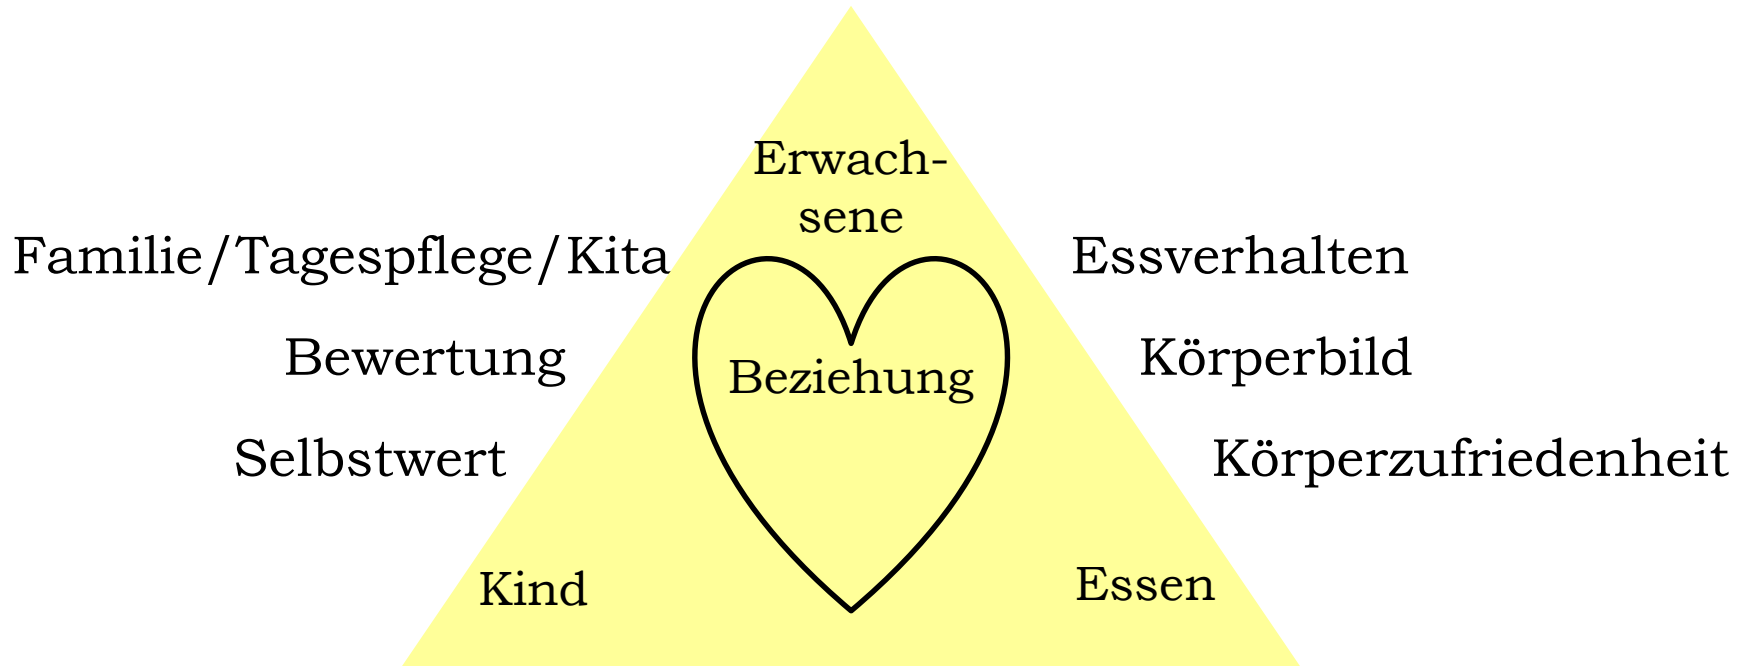 Erwach-
sene
Familie/Tagespflege/Kita
Essverhalten
Bewertung
Beziehung
Körperbild
Selbstwert
Körperzufriedenheit
Kind
Essen